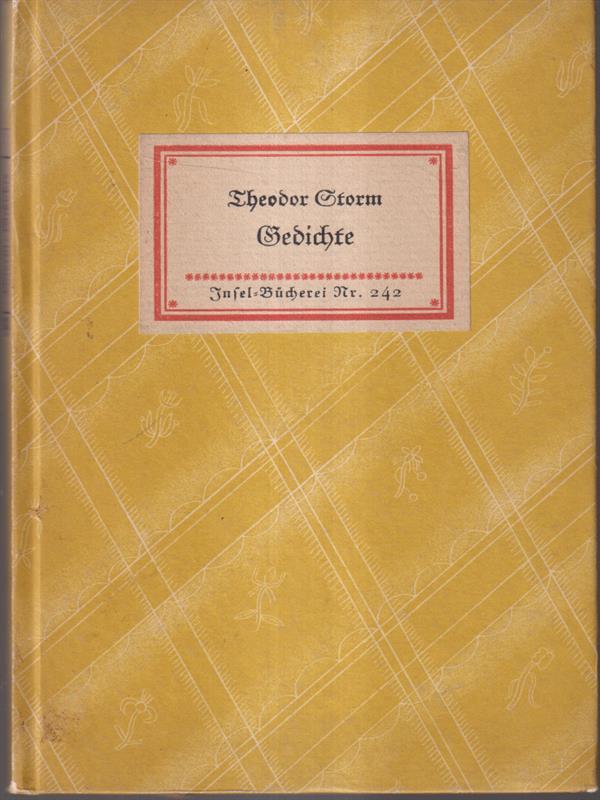 Theodor Storm
Gedichte
Inſel-Bücherei Nr. 242